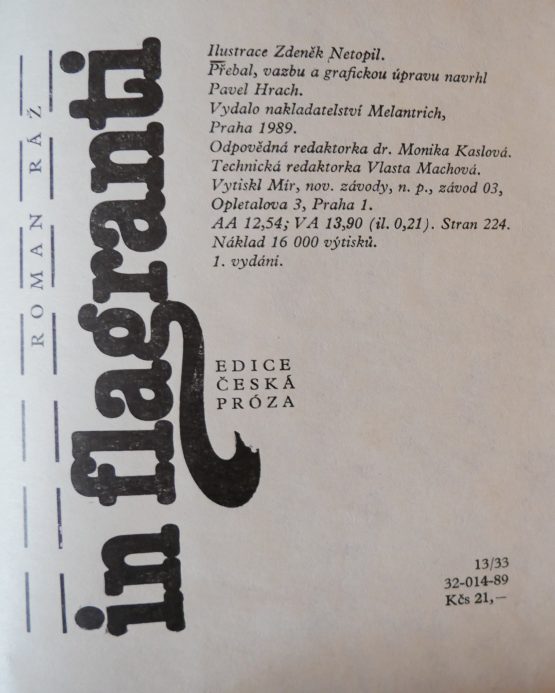 ROMAN RÁŽ
in flagranti
Ilustrace Zdeněk Netopil.
Přebal, vazbu a grafickou úpravu navrhl
Pavel Hrach.
Vydalo nakladatelství Melantrich,
Praha 1989.
Odpovědná redaktorka dr. Monika Kaslová.
Technická redaktorka Vlasta Machová.
Vytiskl Mír, nov. závody, n. p., závod 03,
Opletalova 3, Praha 1.
AA 12,54; VA 13,90 (il. 0,21). Stran 224.
Náklad 16 000 výtisků.
1. vydání.
EDICE
ČESKÁ
PRÓZA
13/33
32-014-89
Kčs 21,—